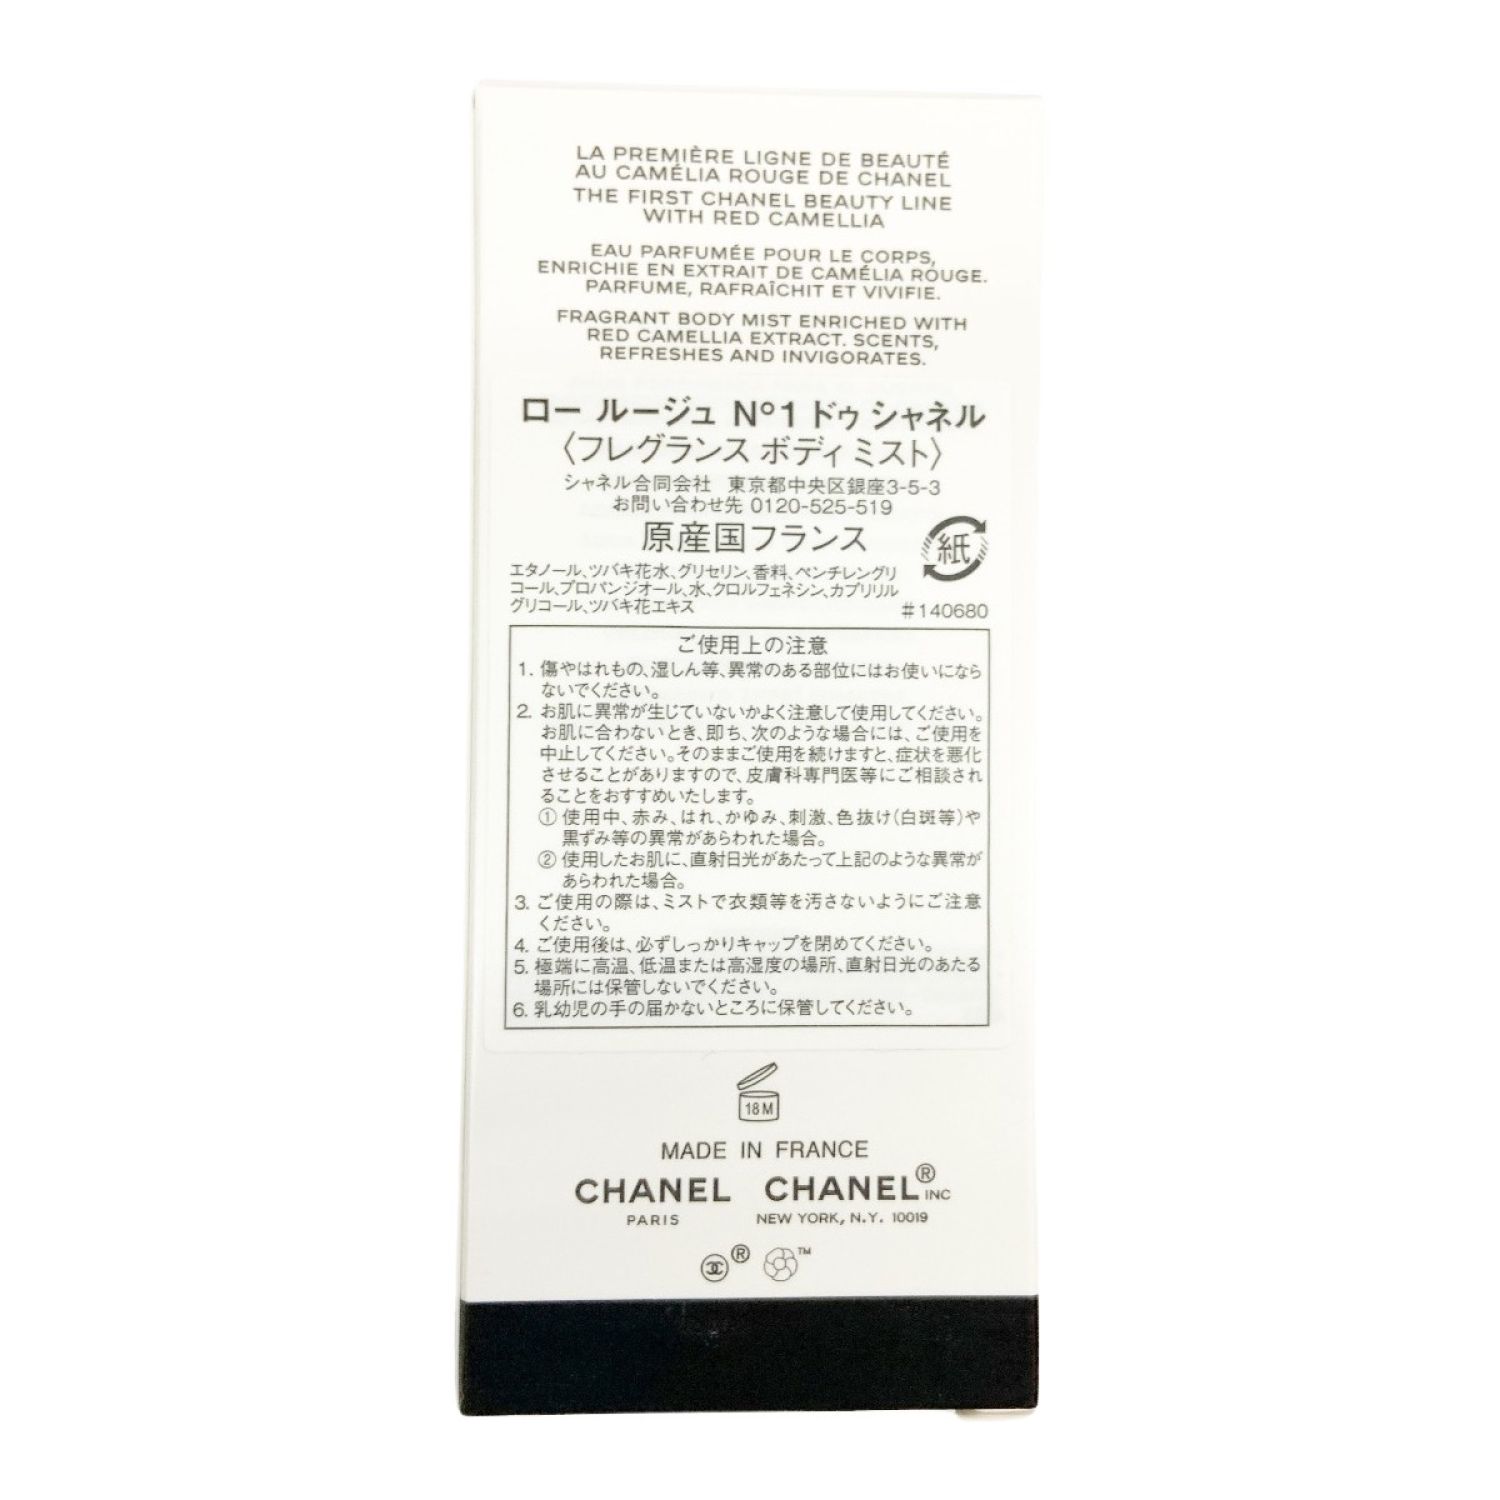 LA PREMIÈRE LIGNE DE BEAUTÉ
AU CAMÉLIA ROUGE DE CHANEL
THE FIRST CHANEL BEAUTY LINE
WITH RED CAMELLIA
EAU PARFUMÉE POUR LE CORPS,
ENRICHIE EN EXTRAIT DE CAMÉLIA ROUGE.
PARFUME, RAFRAÎCHIT ET VIVIFIE.
FRAGRANT BODY MIST ENRICHED WITH
RED CAMELLIA EXTRACT. SCENTS,
REFRESHES AND INVIGORATES.
ロー ルージュ N°1 ドゥ シャネル
〈フレグランス ボディ ミスト〉
シャネル合同会社 東京都中央区銀座3-5-3
お問い合わせ先 0120-525-519
原産国フランス
紙
エタノール、ツバキ花水、グリセリン、香料、ペンチレングリ
コール、プロパンジオール、水、クロルフェネシン、カプリリル
グリコール、ツバキ花エキス
#140680
ご使用上の注意
1. 傷やはれもの、湿しん等、異常のある部位にはお使いになら
ないでください。
2. お肌に異常が生じていないかよく注意して使用してください。
お肌に合わないとき、即ち、次のような場合には、ご使用を
中止してください。そのままご使用を続けますと、症状を悪化
させることがありますので、皮膚科専門医等にご相談され
ることをおすすめいたします。
① 使用中、赤み、はれ、かゆみ、刺激、色抜け(白斑等)や
黒ずみ等の異常があらわれた場合。
② 使用したお肌に、直射日光があたって上記のような異常が
あらわれた場合。
3. ご使用の際は、ミストで衣類等を汚さないようにご注意
ください。
4. ご使用後は、必ずしっかりキャップを閉めてください。
5. 極端に高温、低温または高湿度の場所、直射日光のあたる
場所には保管しないでください。
6. 乳幼児の手の届かないところに保管してください。
18M
MADE IN FRANCE
CHANEL CHANEL® INC
PARIS NEW YORK, N.Y. 10019
® ™